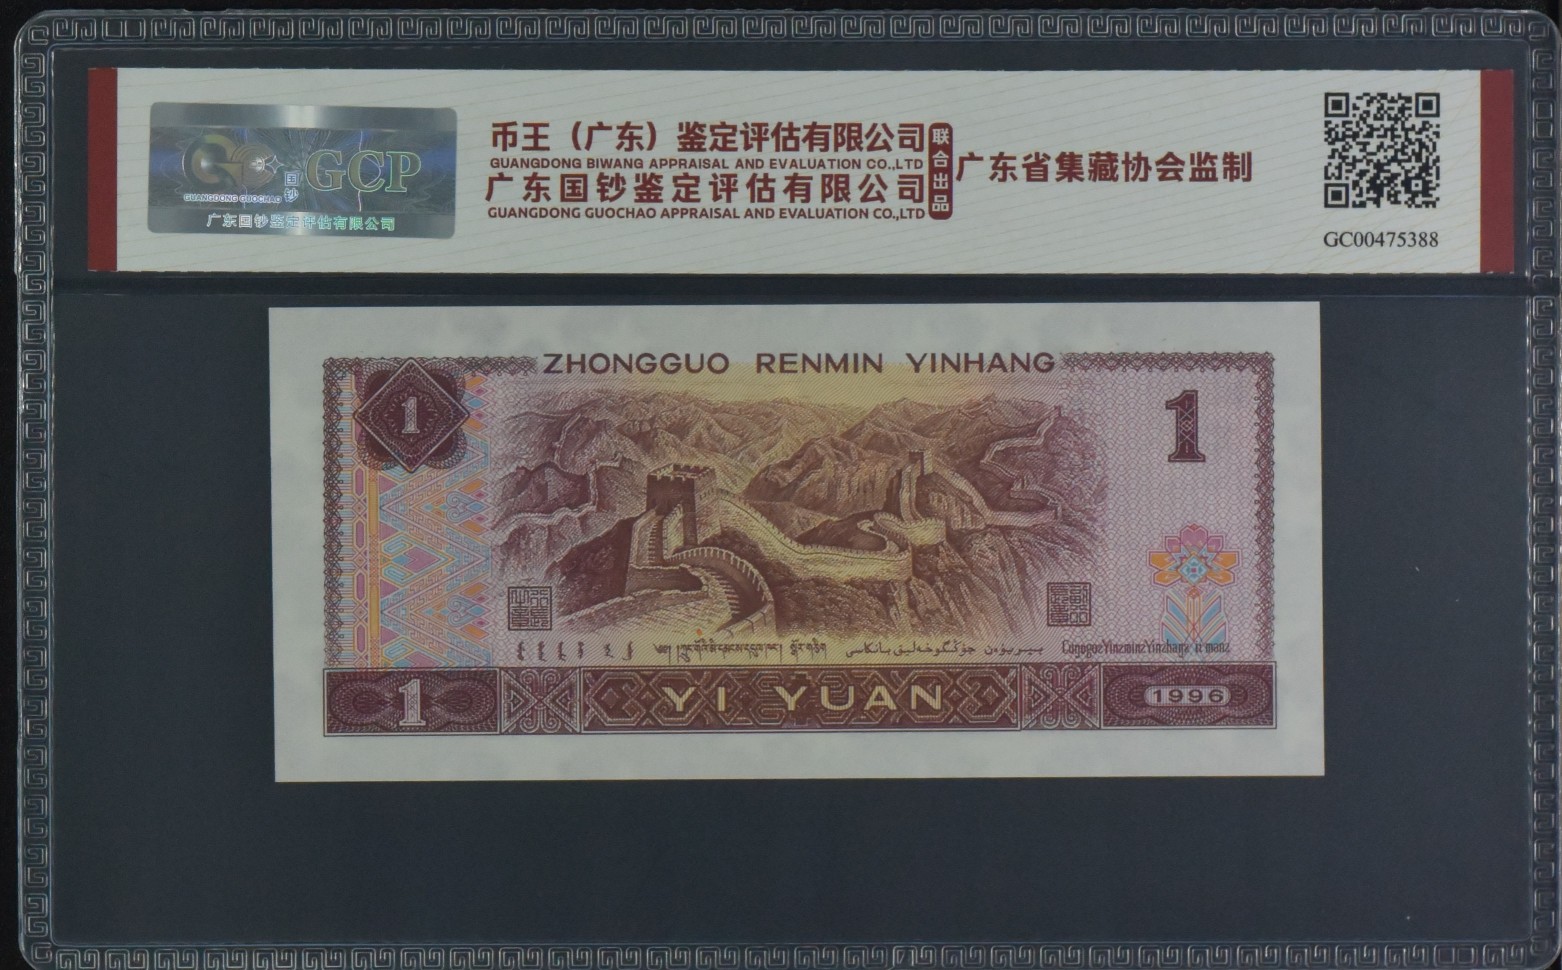 GCP
国钞
GUANGDONG GUOCHAO
广东国钞鉴定评估有限公司
币王（广东）鉴定评估有限公司
GUANGDONG BIWANG APPRAISAL AND EVALUATION CO.,LTD
广东国钞鉴定评估有限公司
GUANGDONG GUOCHAO APPRAISAL AND EVALUATION CO.,LTD
联合出品
广东省集藏协会监制
GC00475388
ZHONGGUO RENMIN YINHANG
1
1
1
YI YUAN
1996